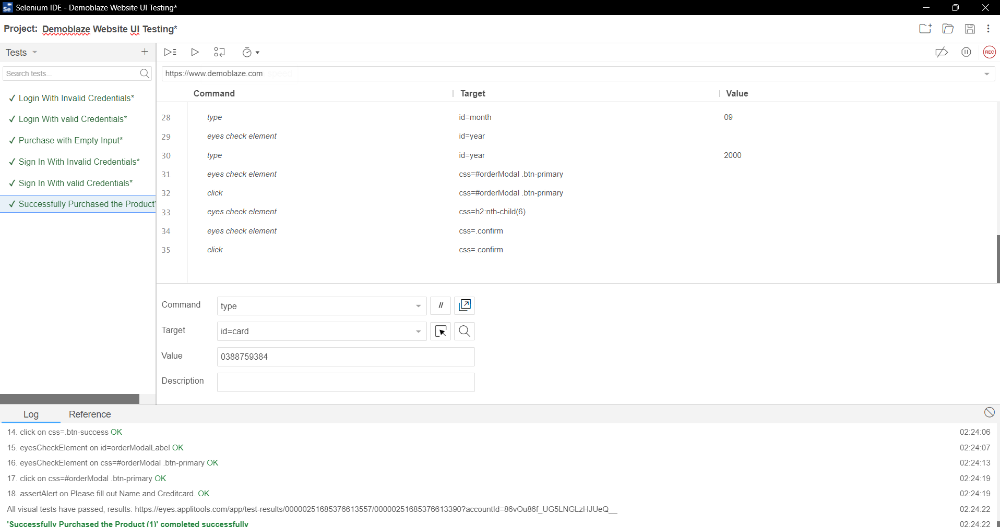 Selenium IDE - Demoblaze Website UI Testing*
Project: Demoblaze Website UI Testing*
Tests
REC
Search tests...
https://www.demoblaze.com
Command Target Value
✓ Login With Invalid Credentials*
✓ Login With valid Credentials*
✓ Purchase with Empty Input*
✓ Sign In With Invalid Credentials*
✓ Sign In With valid Credentials*
✓ Successfully Purchased the Product*
28 type id=month 09
29 eyes check element id=year
30 type id=year 2000
31 eyes check element css=#orderModal .btn-primary
32 click css=#orderModal .btn-primary
33 eyes check element css=h2:nth-child(6)
34 eyes check element css=.confirm
35 click css=.confirm
Command type //
Target id=card
Value 0388759384
Description
Log Reference
14. click on css=.btn-success OK 02:24:06
15. eyesCheckElement on id=orderModalLabel OK 02:24:07
16. eyesCheckElement on css=#orderModal .btn-primary OK 02:24:13
17. click on css=#orderModal .btn-primary OK 02:24:19
18. assertAlert on Please fill out Name and Creditcard. OK 02:24:19
All visual tests have passed, results: https://eyes.applitools.com/app/test-results/00000251685376613557/00000251685376613390?accountId=86vOu86f_UG5LNGLzHJUeQ__ 02:24:22
'Successfully Purchased the Product (1)' completed successfully 02:24:22